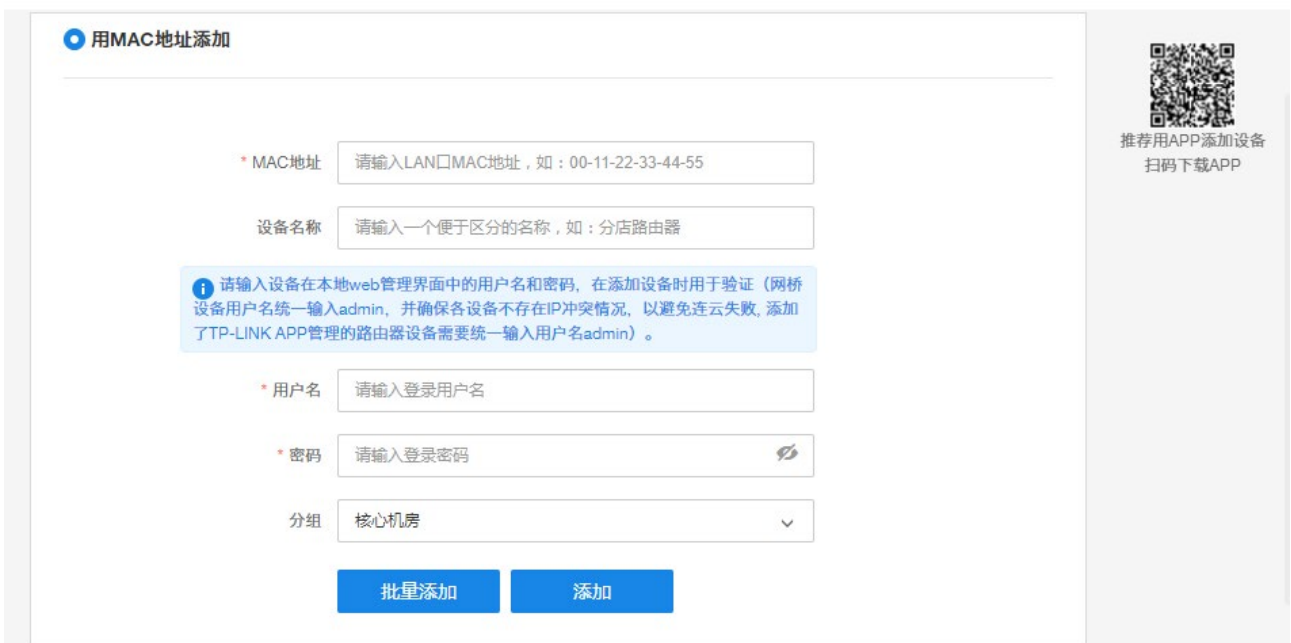 用MAC地址添加
* MAC地址 请输入LAN口MAC地址，如：00-11-22-33-44-55
设备名称 请输入一个便于区分的名称，如：分店路由器
请输入设备在本地web管理界面中的用户名和密码，在添加设备时用于验证（网桥
设备用户名统一输入admin，并确保各设备不存在IP冲突情况，以避免连云失败, 添加
了TP-LINK APP管理的路由器设备需要统一输入用户名admin）。
* 用户名 请输入登录用户名
* 密码 请输入登录密码
分组 核心机房
批量添加 添加
推荐用APP添加设备
扫码下载APP